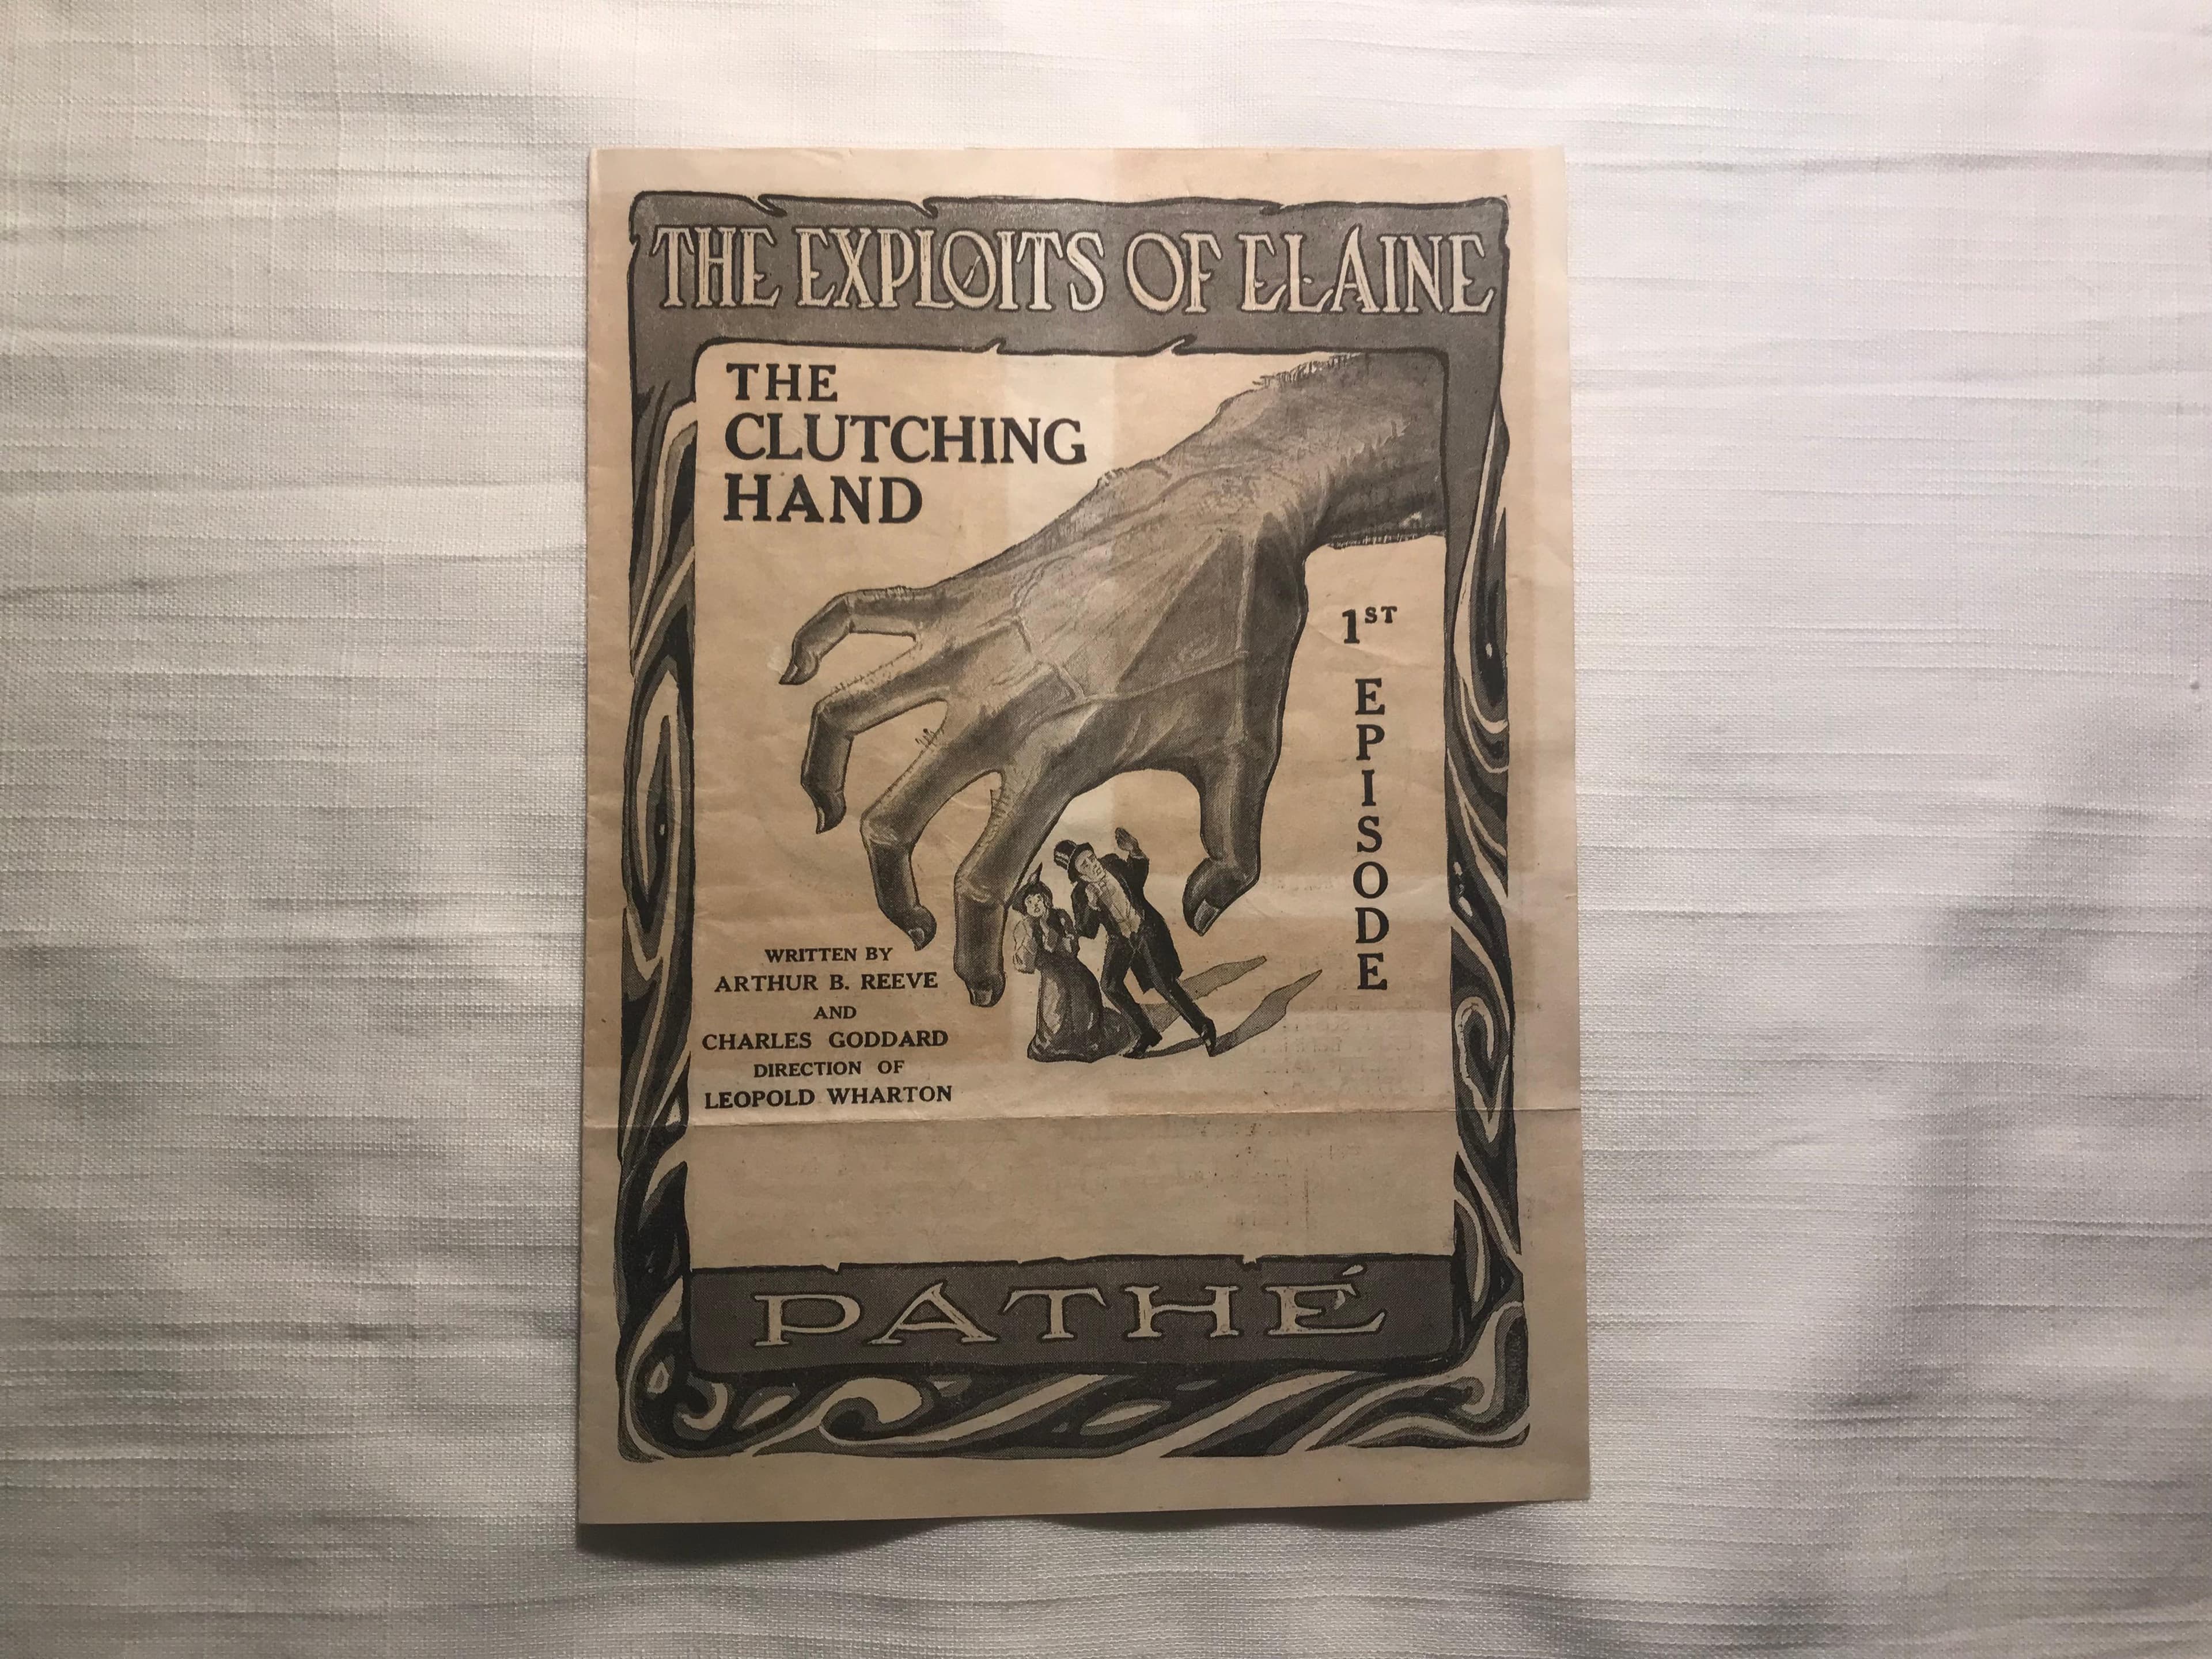 THE EXPLOITS OF ELAINE
THE
CLUTCHING
HAND
1ST
EPISODE
WRITTEN BY
ARTHUR B. REEVE
AND
CHARLES GODDARD
DIRECTION OF
LEOPOLD WHARTON
PATHÉ